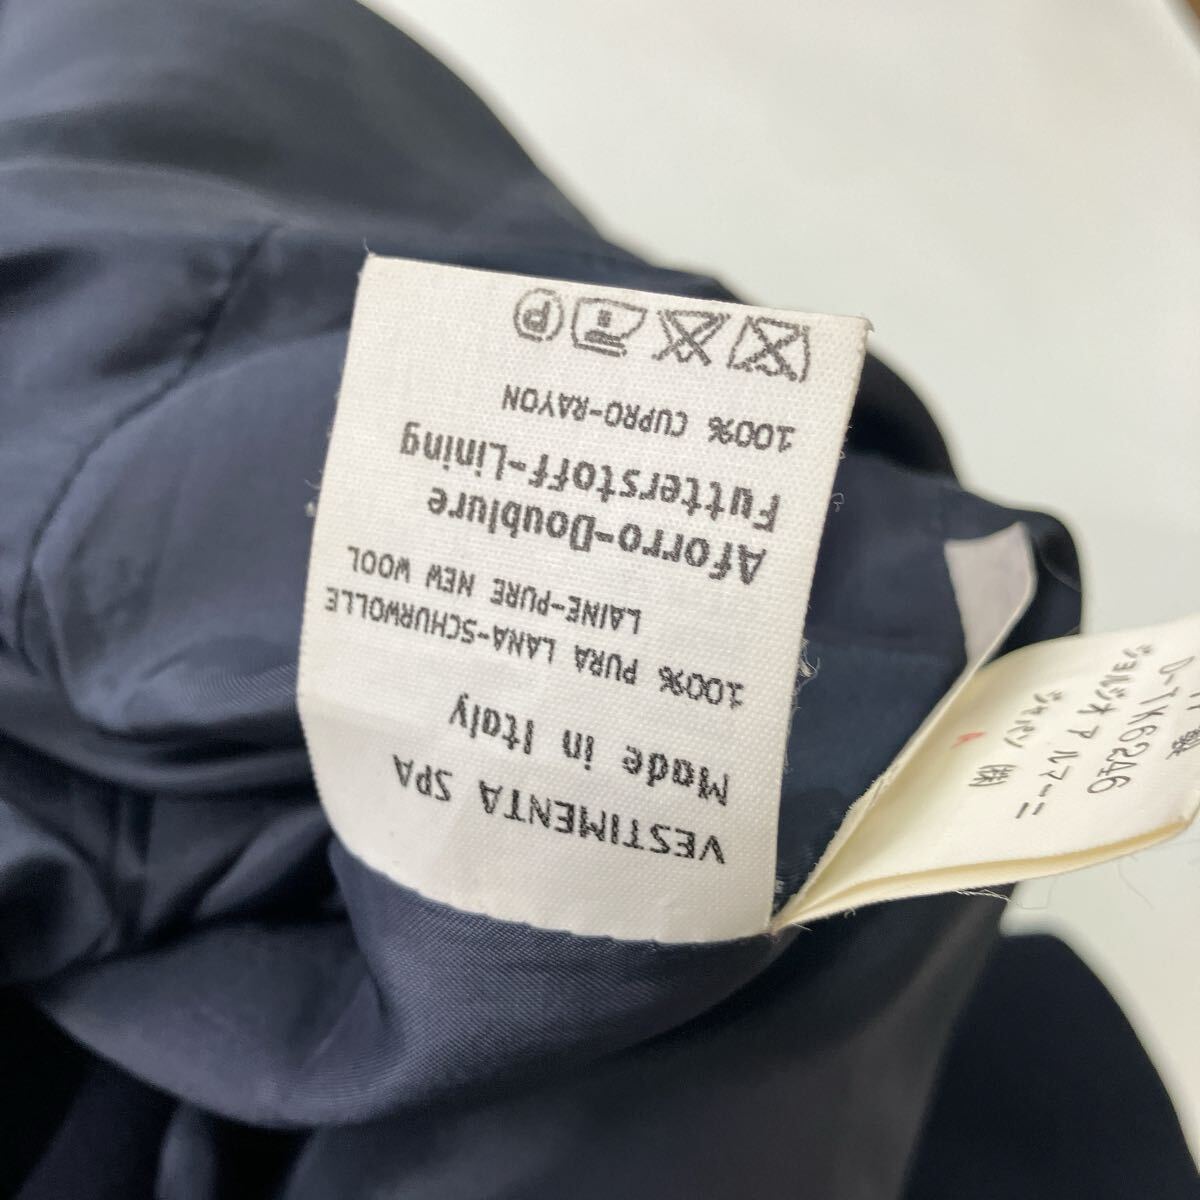 VESTIMENTA SPA
Made in Italy
100% PURA LANA-SCHURWOLLE
LAINE-PURE NEW WOOL
Aforro-Doublure
Futterstoff-Lining
100% CUPRO-RAYON
P
D-TK6246
ジョルジオアルマーニ
ジャパン ㈱